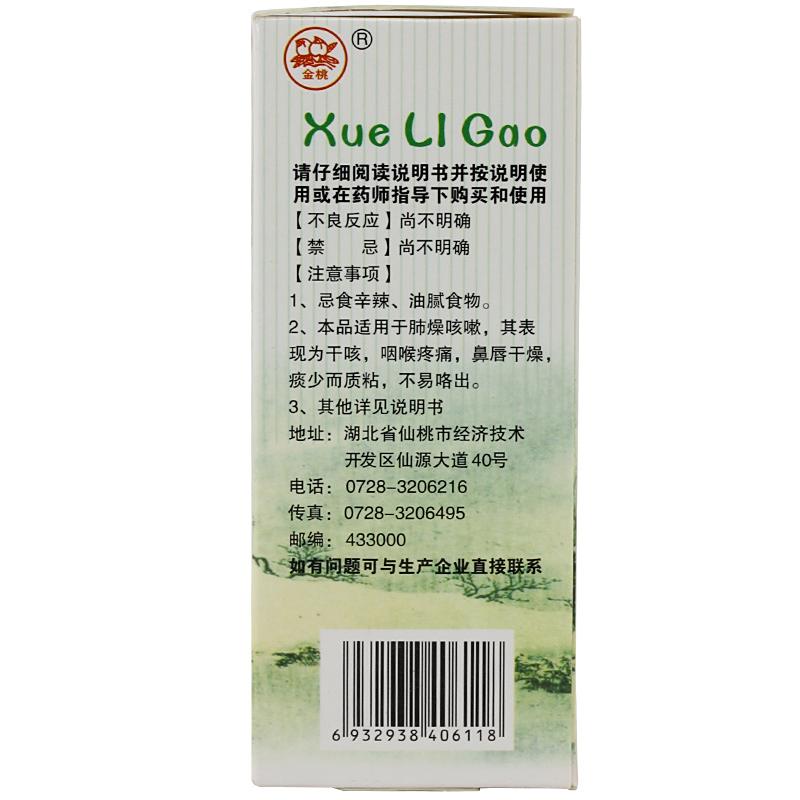 金桃
®
Xue LI Gao
请仔细阅读说明书并按说明使
用或在药师指导下购买和使用
【不良反应】尚不明确
【禁　　忌】尚不明确
【注意事项】
1、忌食辛辣、油腻食物。
2、本品适用于肺燥咳嗽，其表
现为干咳，咽喉疼痛，鼻唇干燥，
痰少而质粘，不易咯出。
3、其他详见说明书
地址：湖北省仙桃市经济技术
开发区仙源大道40号
电话：0728-3206216
传真：0728-3206495
邮编：433000
如有问题可与生产企业直接联系
6 932938 406118